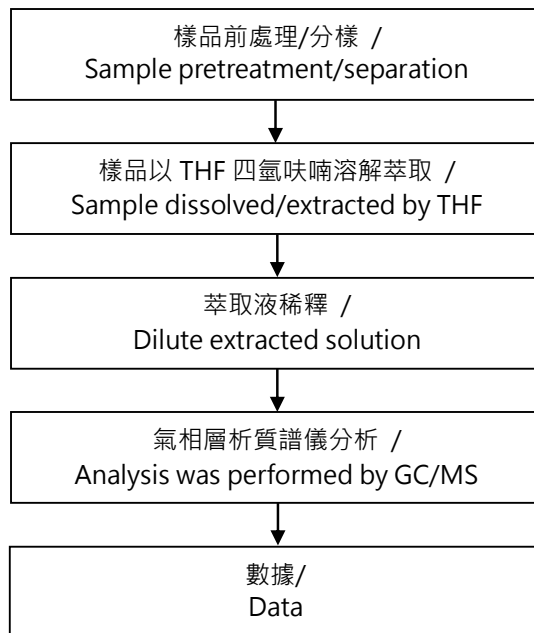 樣品前處理/分樣 /
Sample pretreatment/separation
樣品以 THF 四氫呋喃溶解萃取 /
Sample dissolved/extracted by THF
萃取液稀釋 /
Dilute extracted solution
氣相層析質譜儀分析 /
Analysis was performed by GC/MS
數據/
Data